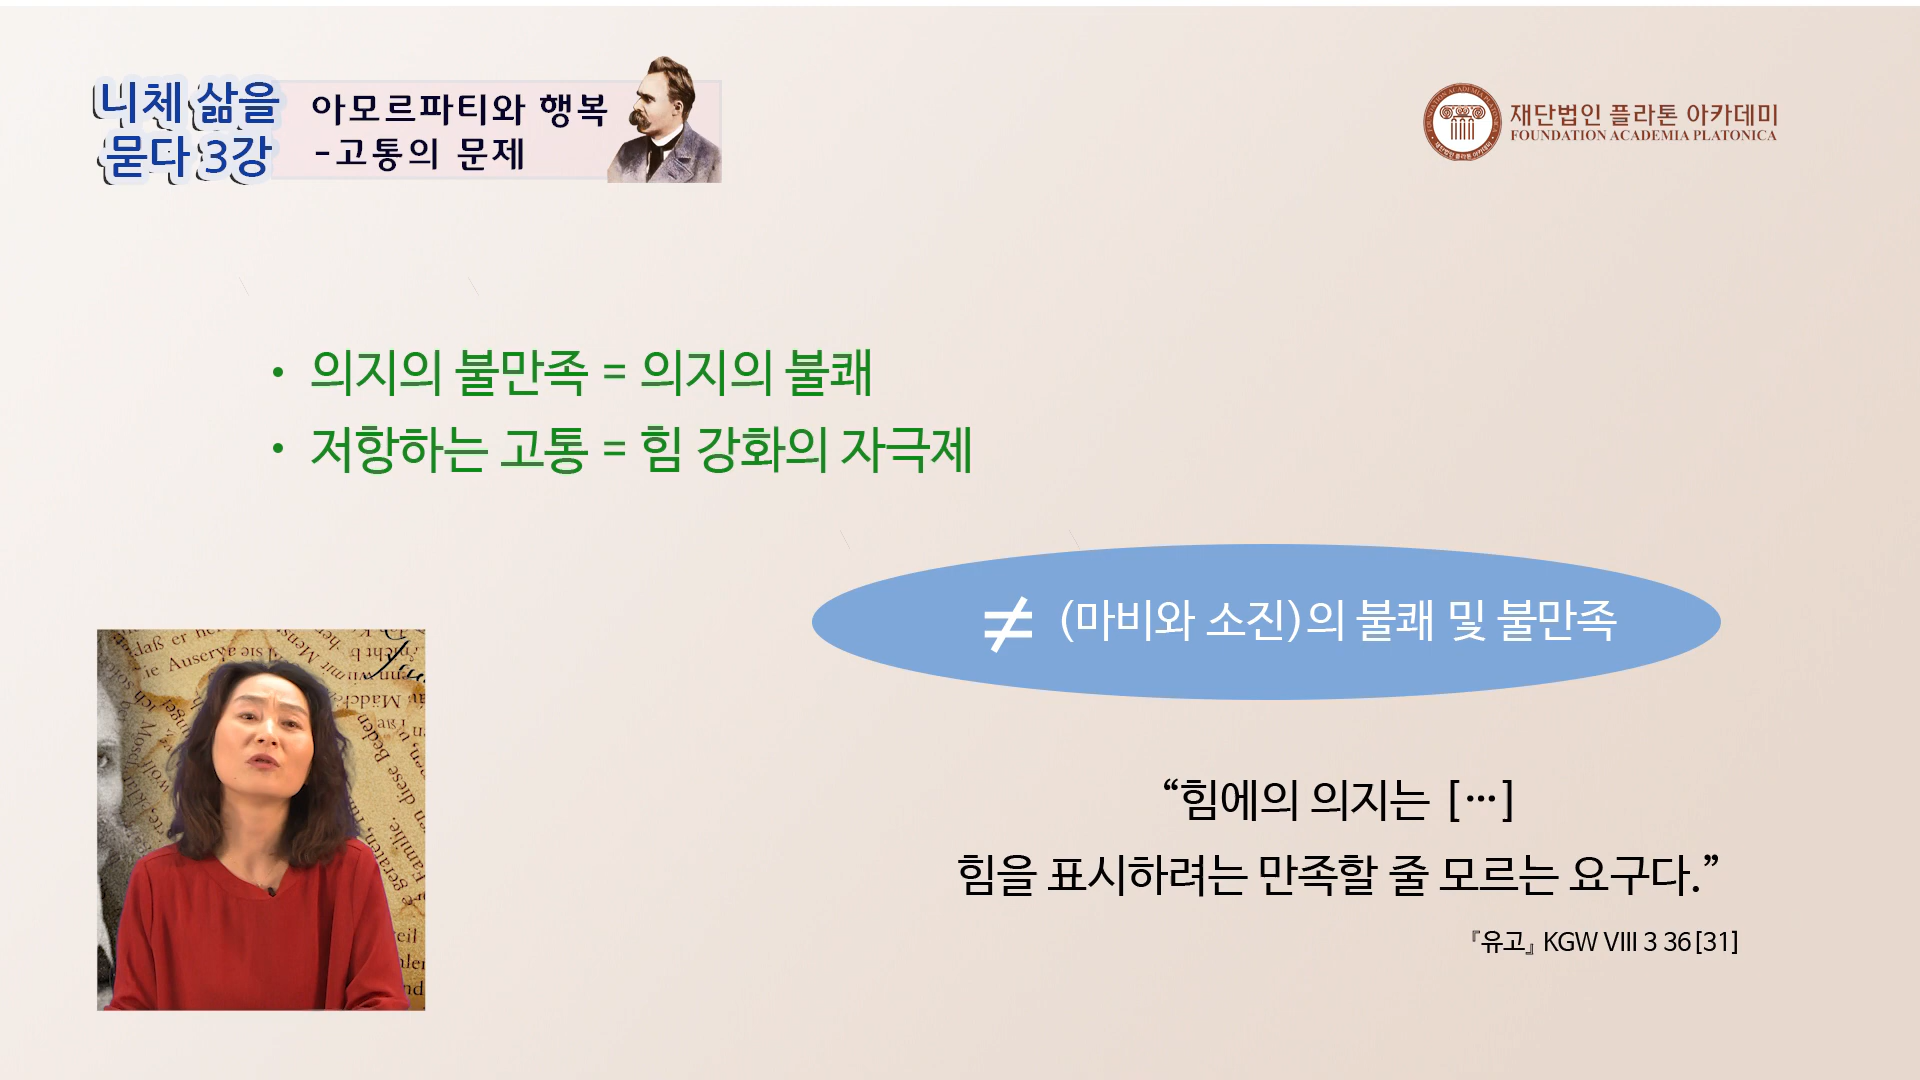 니체 삶을
묻다 3강
아모르파티와 행복
-고통의 문제
재단법인 플라톤 아카데미
FOUNDATION ACADEMIA PLATONICA
• 의지의 불만족 = 의지의 불쾌
• 저항하는 고통 = 힘 강화의 자극제
≠ (마비와 소진)의 불쾌 및 불만족
“힘에의 의지는 […]
힘을 표시하려는 만족할 줄 모르는 요구다.”
『유고』 KGW VIII 3 36[31]